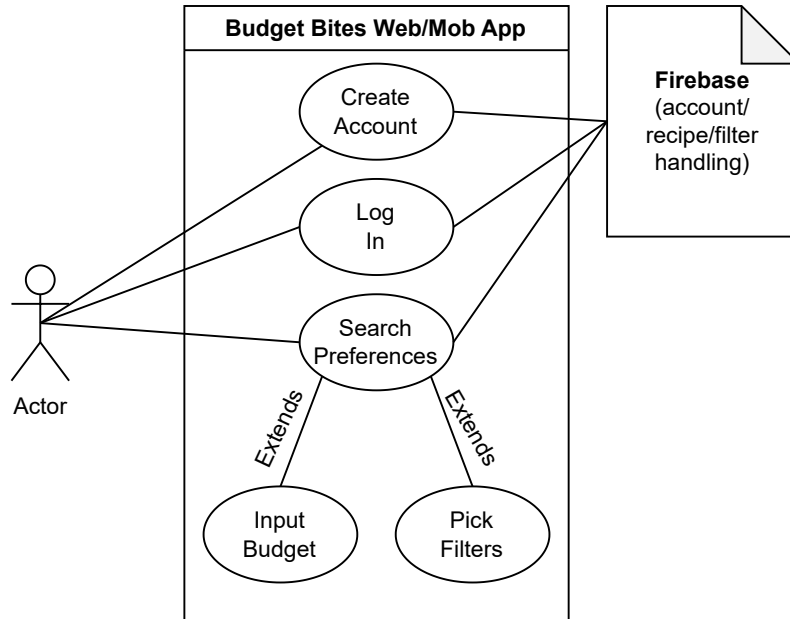 Budget Bites Web/Mob App
Firebase
(account/
recipe/filter
handling)
Create
Account
Log
In
Search
Preferences
Actor
Extends
Extends
Input
Budget
Pick
Filters